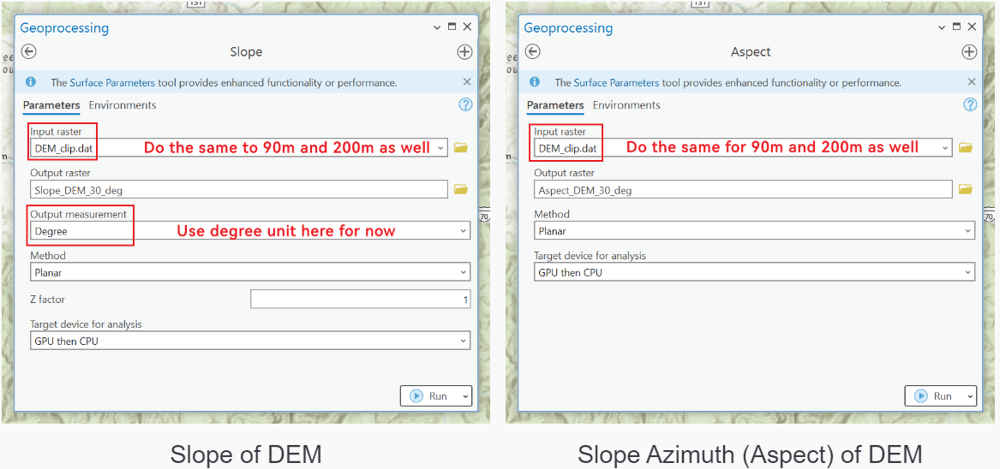 131
Geoprocessing
Slope
The Surface Parameters tool provides enhanced functionality or performance.
Parameters Environments
Input raster
DEM_clip.dat Do the same to 90m and 200m as well
Output raster
Slope_DEM_30_deg
Output measurement
Degree Use degree unit here for now
Method
Planar
Z factor 1
Target device for analysis
GPU then CPU
Run
Slope of DEM
131
Geoprocessing
Aspect
The Surface Parameters tool provides enhanced functionality or performance.
Parameters Environments
Input raster
DEM_clip.dat Do the same for 90m and 200m as well
Output raster
Aspect_DEM_30_deg
Method
Planar
Target device for analysis
GPU then CPU
Run
70
70
Slope Azimuth (Aspect) of DEM